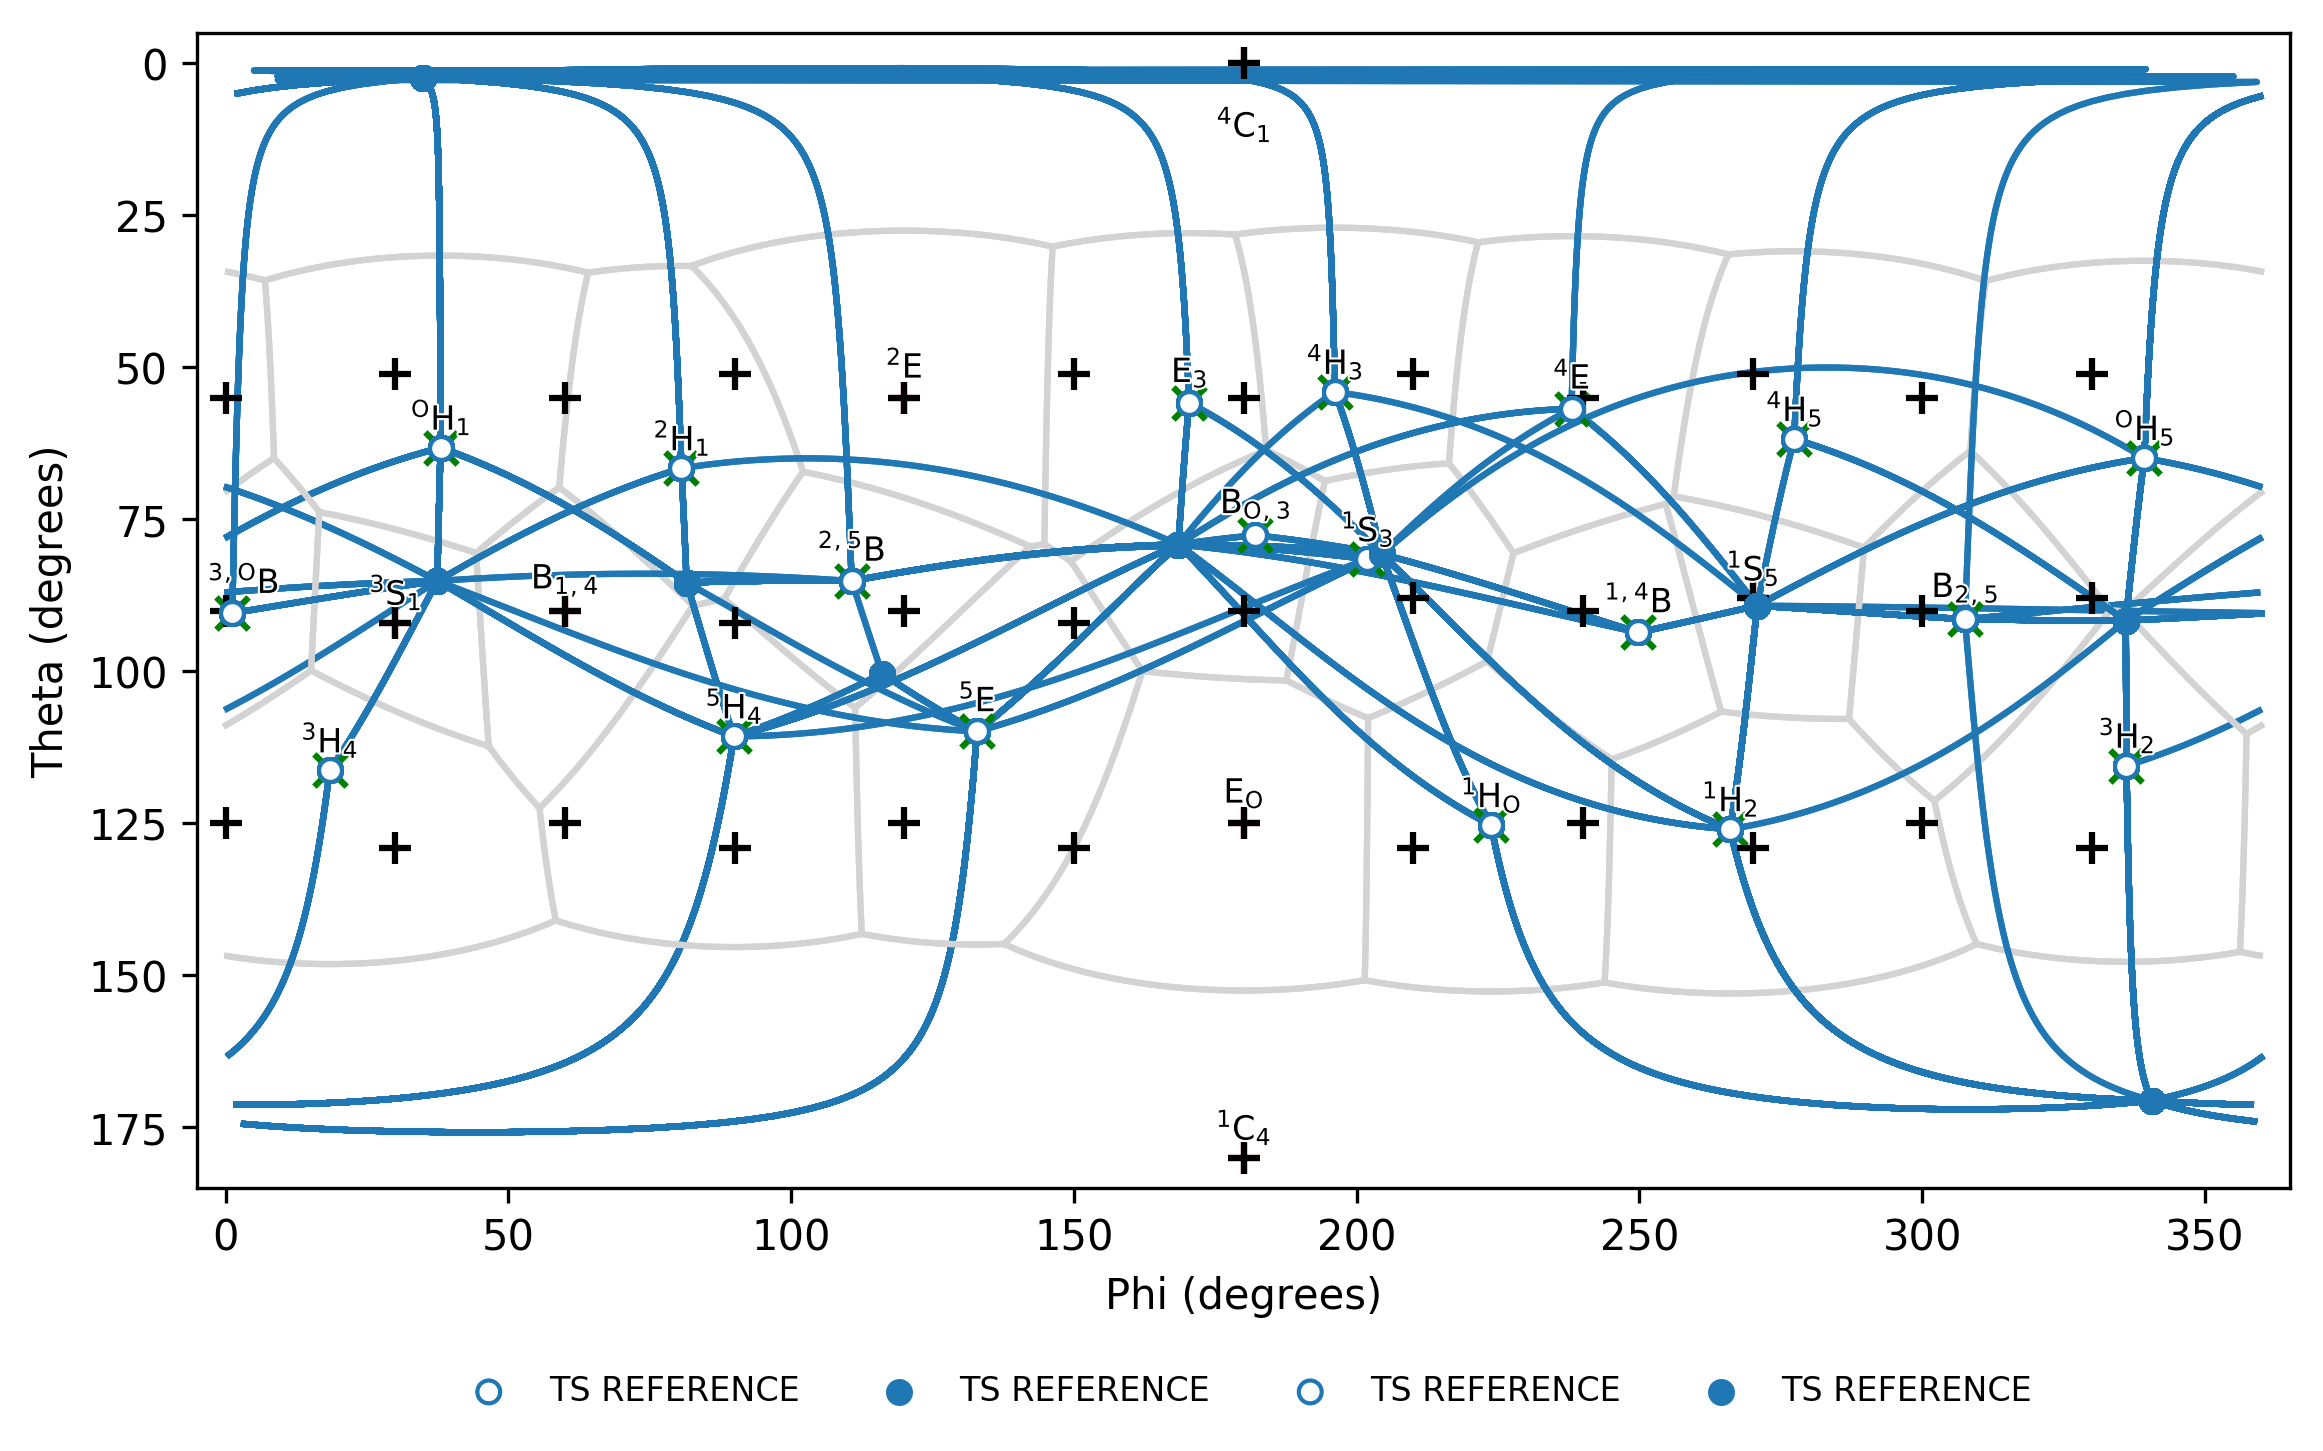 0
25
50
75
100
125
150
175
Theta (degrees)
⁴C₁
²E
E₃
⁴H₃
⁴E
⁴H₅
ᴼH₁
²H₁
ᴼH₅
B_O,₃
¹S₃
²,⁵B
³,ᴼB
³S₁
B₁,₄
¹,⁴B
¹S₅
B₂,₅
³H₄
⁵H₄
⁵E
³H₂
E_O
¹H_O
¹H₂
¹C₄
0 50 100 150 200 250 300 350
Phi (degrees)
TS REFERENCE TS REFERENCE TS REFERENCE TS REFERENCE